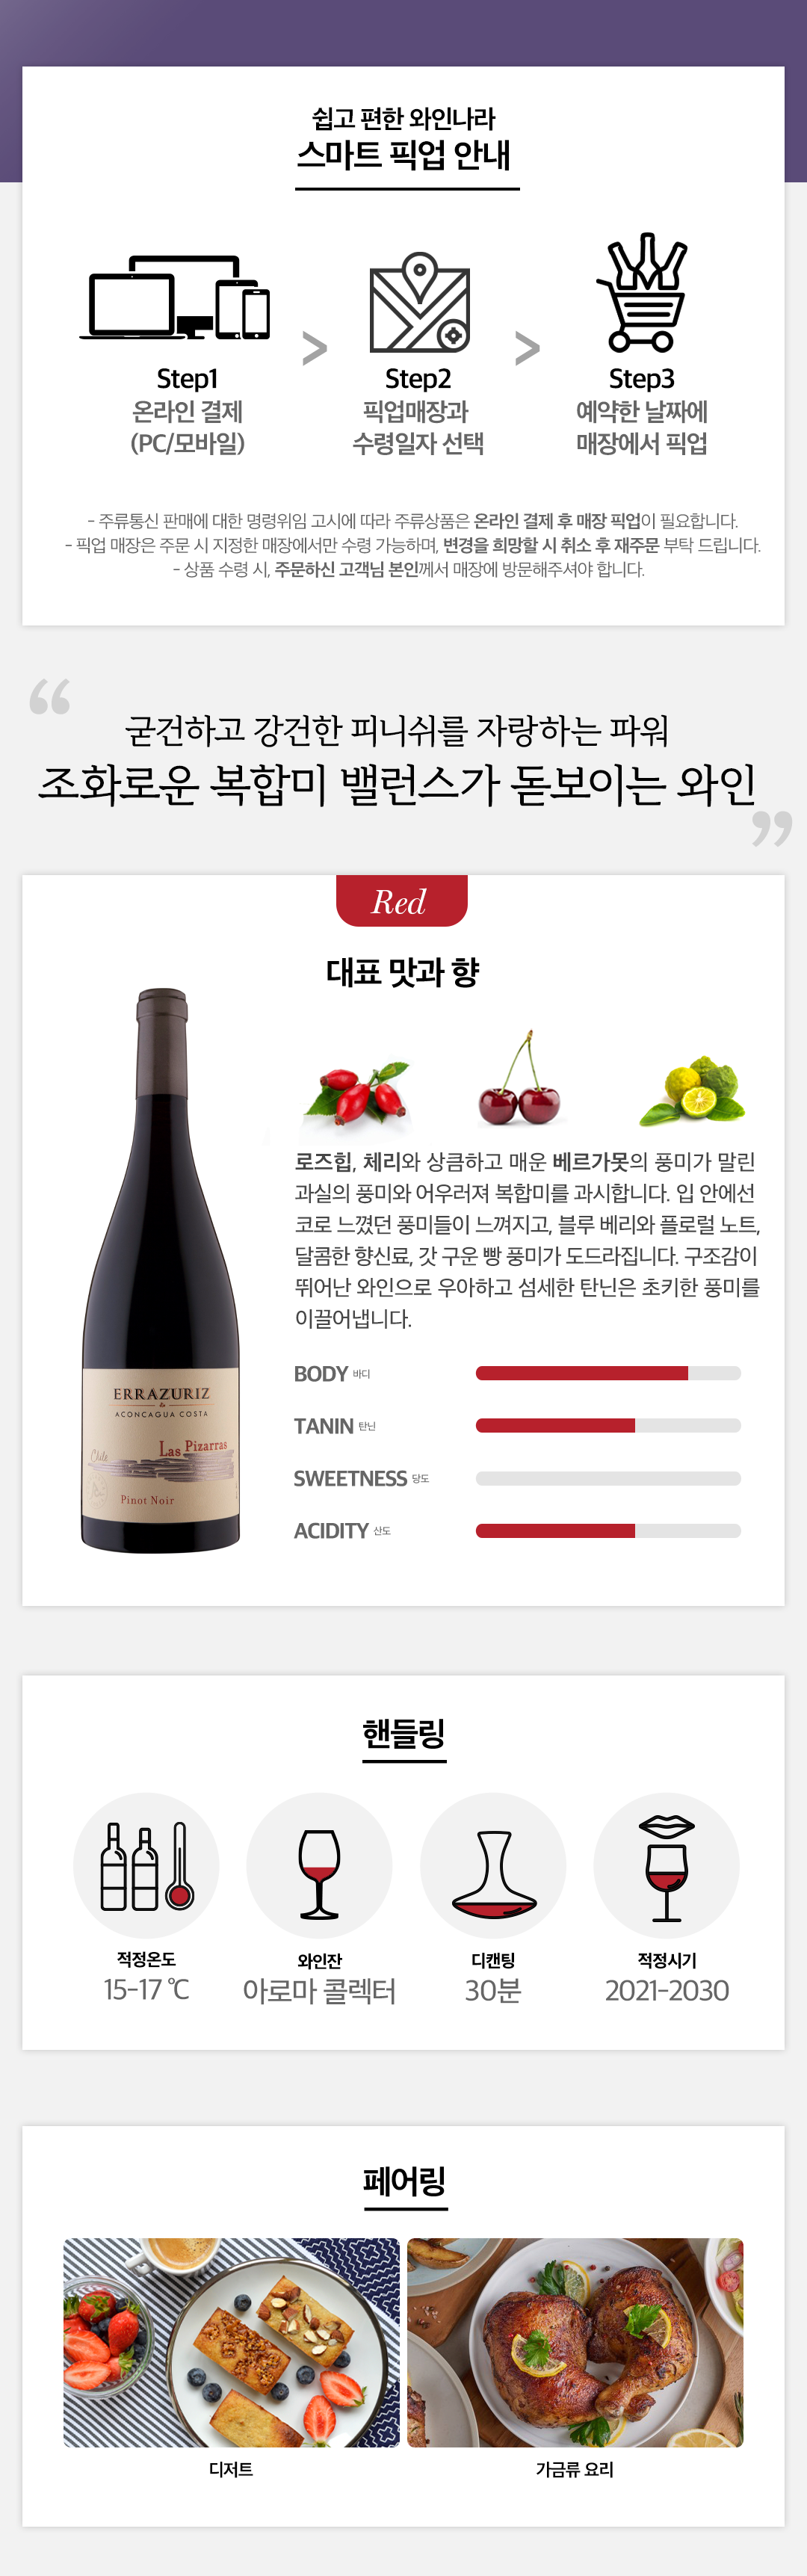 쉽고 편한 와인나라
스마트 픽업 안내
Step1
온라인 결제
(PC/모바일)
>
Step2
픽업매장과
수령일자 선택
>
Step3
예약한 날짜에
매장에서 픽업
- 주류통신 판매에 대한 명령위임 고시에 따라 주류상품은 온라인 결제 후 매장 픽업이 필요합니다.
- 픽업 매장은 주문 시 지정한 매장에서만 수령 가능하며, 변경을 희망할 시 취소 후 재주문 부탁 드립니다.
- 상품 수령 시, 주문하신 고객님 본인께서 매장에 방문해주셔야 합니다.
“
굳건하고 강건한 피니쉬를 자랑하는 파워
조화로운 복합미 밸런스가 돋보이는 와인
”
Red
대표 맛과 향
로즈힙, 체리와 상큼하고 매운 베르가못의 풍미가 말린
과실의 풍미와 어우러져 복합미를 과시합니다. 입 안에선
코로 느꼈던 풍미들이 느껴지고, 블루 베리와 플로럴 노트,
달콤한 향신료, 갓 구운 빵 풍미가 도드라집니다. 구조감이
뛰어난 와인으로 우아하고 섬세한 탄닌은 초키한 풍미를
이끌어냅니다.
ERRAZURIZ
ACONCAGUA COSTA
Las Pizarras
Chile
Pinot Noir
BODY 바디
TANIN 탄닌
SWEETNESS 당도
ACIDITY 산도
핸들링
적정온도
15-17 ℃
와인잔
아로마 콜렉터
디캔팅
30분
적정시기
2021-2030
페어링
디저트
가금류 요리